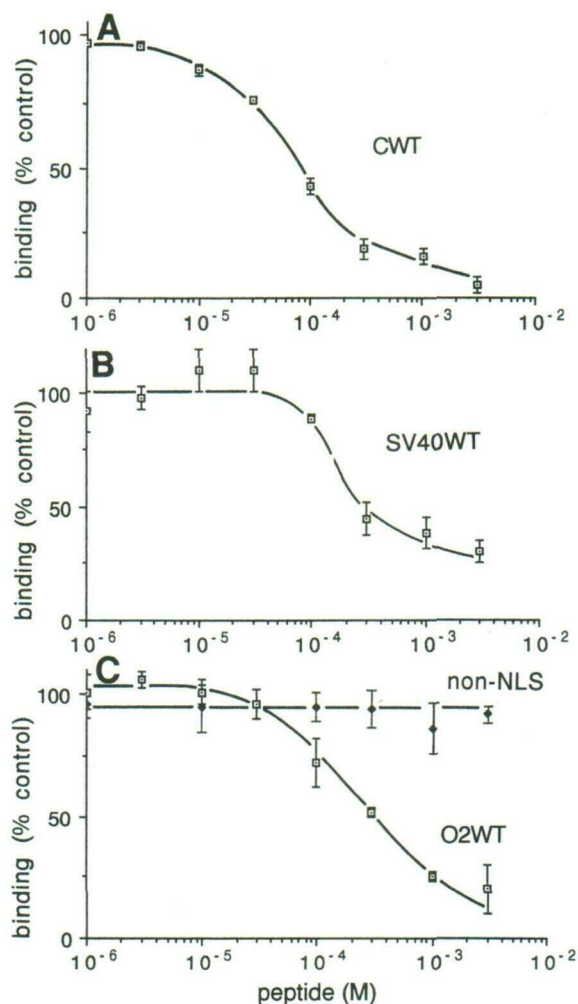 A
binding (% control)
100
50
0
CWT
10-6 10-5 10-4 10-3 10-2
B
binding (% control)
100
50
0
SV40WT
10-6 10-5 10-4 10-3 10-2
C
binding (% control)
100
50
0
non-NLS
O2WT
10-6 10-5 10-4 10-3 10-2
peptide (M)